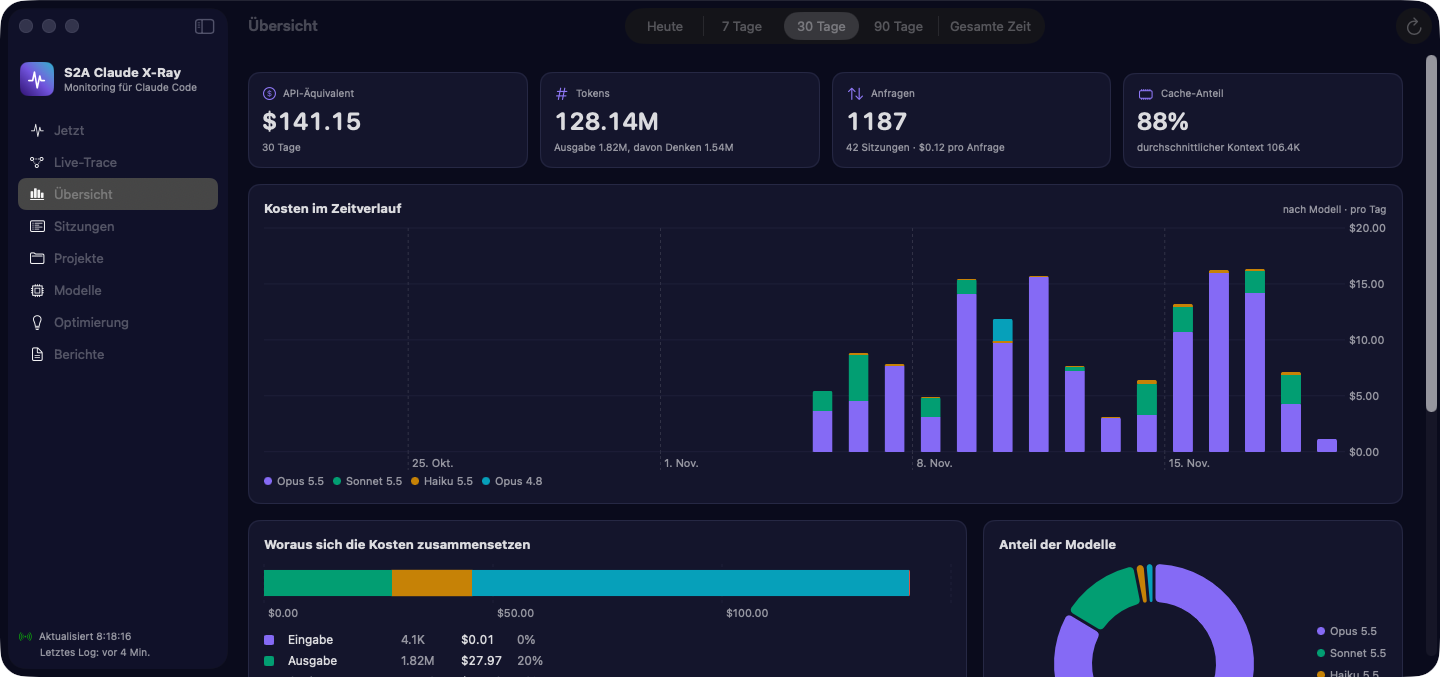 Übersicht
Heute
7 Tage
30 Tage
90 Tage
Gesamte Zeit
S2A Claude X-Ray
Monitoring für Claude Code
Jetzt
Live-Trace
Übersicht
Sitzungen
Projekte
Modelle
Optimierung
Berichte
Aktualisiert 8:18:16
Letztes Log: vor 4 Min.
API-Äquivalent
$141.15
30 Tage
Tokens
128.14M
Ausgabe 1.82M, davon Denken 1.54M
Anfragen
1187
42 Sitzungen · $0.12 pro Anfrage
Cache-Anteil
88%
durchschnittlicher Kontext 106.4K
Kosten im Zeitverlauf
nach Modell · pro Tag
$20.00
$15.00
$10.00
$5.00
$0.00
25. Okt.
1. Nov.
8. Nov.
15. Nov.
Opus 5.5
Sonnet 5.5
Haiku 5.5
Opus 4.8
Woraus sich die Kosten zusammensetzen
$0.00
$50.00
$100.00
Eingabe 4.1K $0.01 0%
Ausgabe 1.82M $27.97 20%
Anteil der Modelle
Opus 5.5
Sonnet 5.5
Haiku 5.5